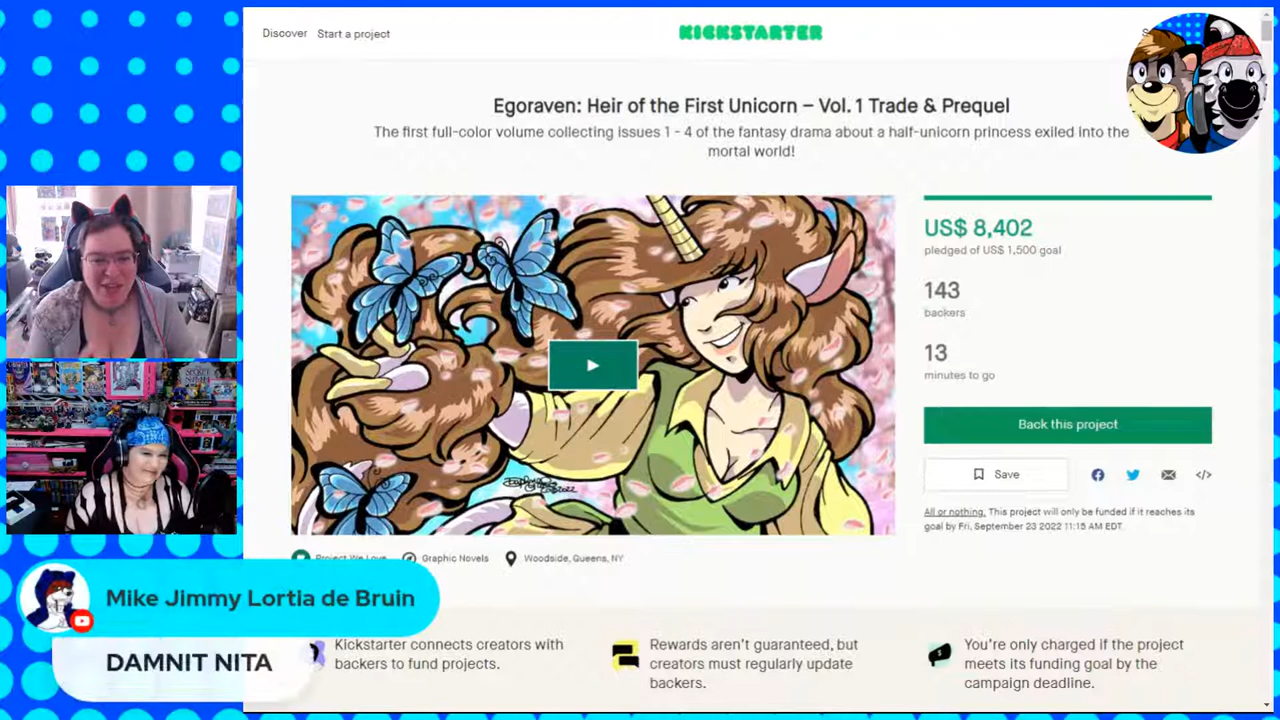 Discover Start a project
KICKSTARTER
Egoraven: Heir of the First Unicorn – Vol. 1 Trade & Prequel
The first full-color volume collecting issues 1 - 4 of the fantasy drama about a half-unicorn princess exiled into the
mortal world!
US$ 8,402
pledged of US$ 1,500 goal
143
backers
13
minutes to go
Back this project
Save
All or nothing. This project will only be funded if it reaches its
goal by Fri, September 23 2022 11:15 AM EDT.
Project We Love Graphic Novels Woodside, Queens, NY
Mike Jimmy Lortia de Bruin
DAMNIT NITA
Kickstarter connects creators with
backers to fund projects.
Rewards aren't guaranteed, but
creators must regularly update
backers.
You're only charged if the project
meets its funding goal by the
campaign deadline.